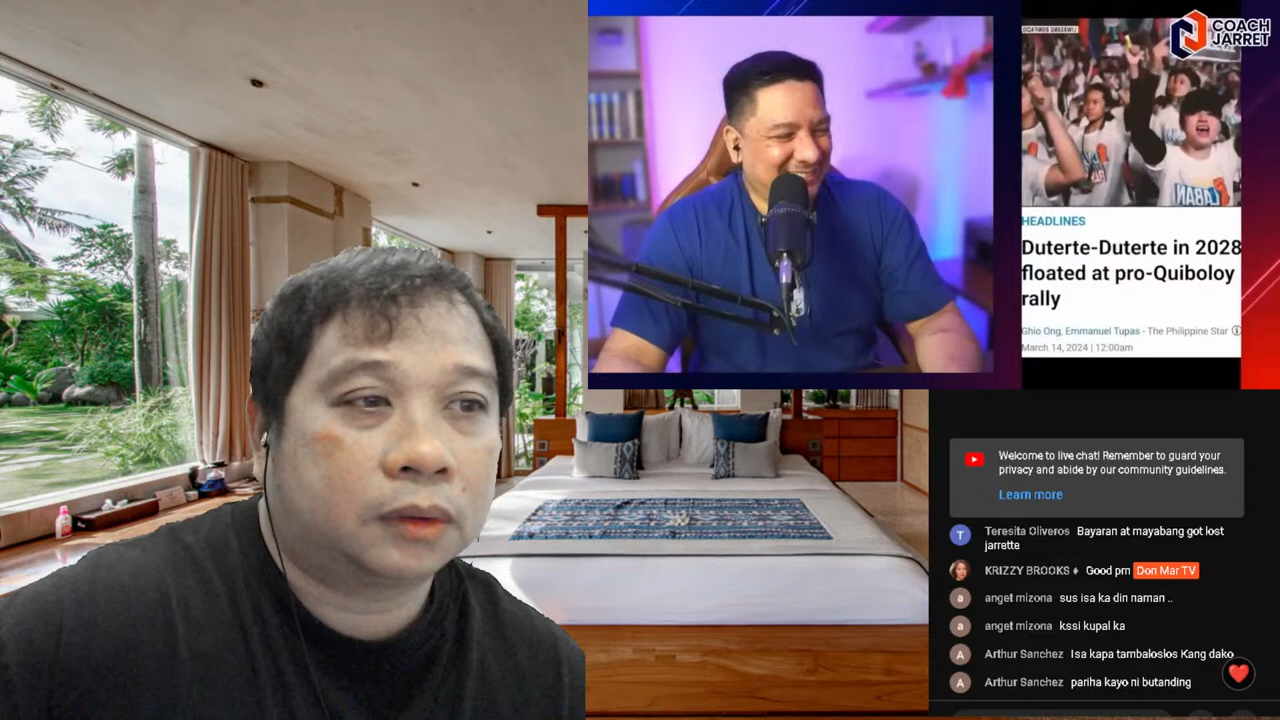 COACH
JARRET
LABAN
HEADLINES
Duterte-Duterte in 2028
floated at pro-Quiboloy
rally
Ghio Ong, Emmanuel Tupas - The Philippine Star
March 14, 2024 | 12:00am
Welcome to live chat! Remember to guard your
privacy and abide by our community guidelines.
Learn more
T Teresita Oliveros Bayaran at mayabang got lost
jarrette
KRIZZY BROOKS Good pm Don Mar TV
a angel mizona sus isa ka din naman ..
a angel mizona kssi kupal ka
A Arthur Sanchez Isa kapa tambaloslos Kang dako
A Arthur Sanchez pariha kayo ni butanding